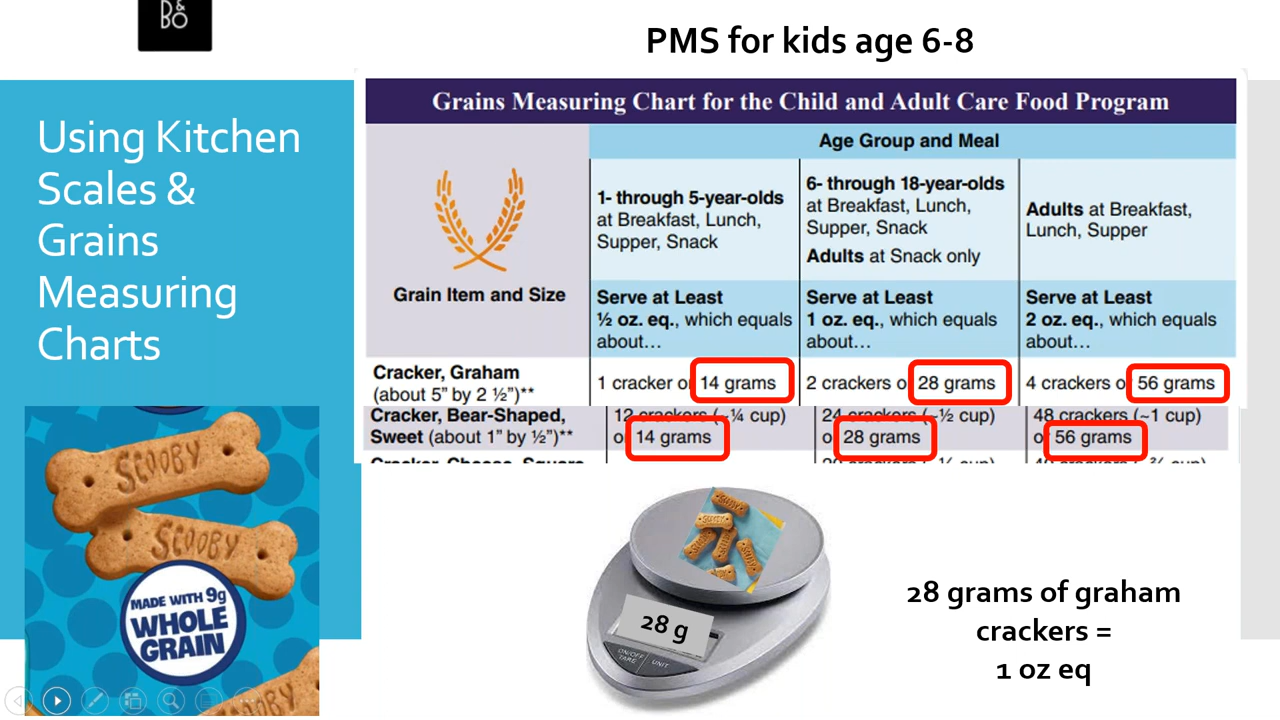 B&
BO
PMS for kids age 6-8
Using Kitchen
Scales &
Grains
Measuring
Charts
Grains Measuring Chart for the Child and Adult Care Food Program
Age Group and Meal
Grain Item and Size
1- through 5-year-olds
at Breakfast, Lunch,
Supper, Snack
6- through 18-year-olds
at Breakfast, Lunch,
Supper, Snack
Adults at Snack only
Adults at Breakfast,
Lunch, Supper
Serve at Least
½ oz. eq., which equals
about…
Serve at Least
1 oz. eq., which equals
about…
Serve at Least
2 oz. eq., which equals
about…
Cracker, Graham
(about 5” by 2 ½”)**
1 cracker o 14 grams
2 crackers o 28 grams
4 crackers o 56 grams
Cracker, Bear-Shaped,
Sweet (about 1” by ½”)**
12 crackers (~¼ cup)
o 14 grams
24 crackers (~½ cup)
o 28 grams
48 crackers (~1 cup)
o 56 grams
SCOOBY
SCOOBY
MADE WITH 9g
WHOLE
GRAIN
28 g
ON/OFF
TARE
UNIT
28 grams of graham
crackers =
1 oz eq